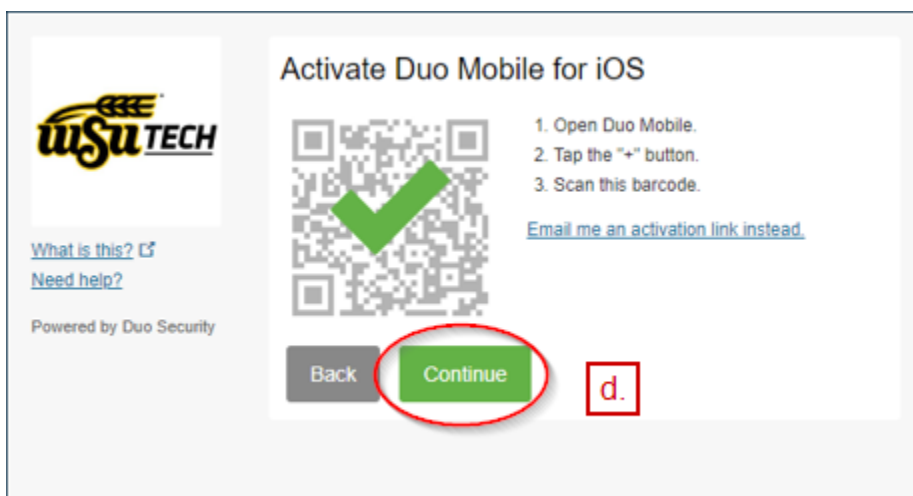 WSU TECH
What is this?
Need help?
Powered by Duo Security
Activate Duo Mobile for iOS
1. Open Duo Mobile.
2. Tap the "+" button.
3. Scan this barcode.
Email me an activation link instead.
Back
Continue
d.